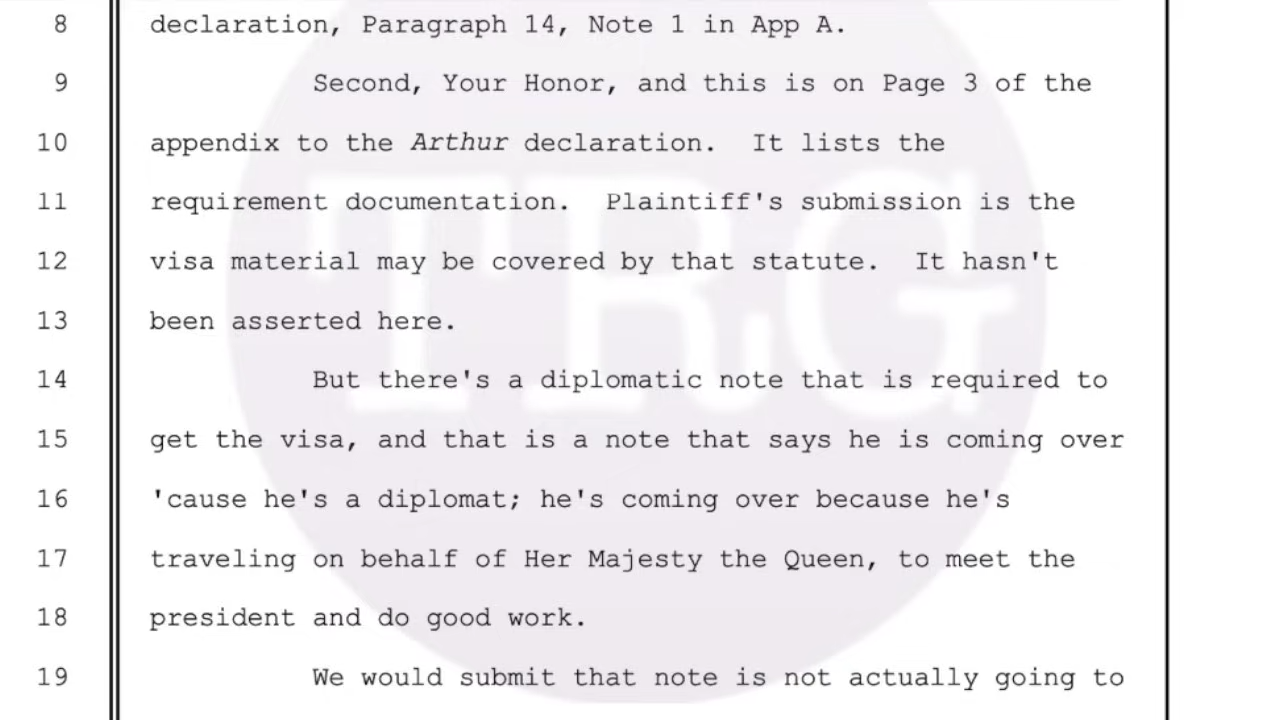 8 declaration, Paragraph 14, Note 1 in App A.
9 Second, Your Honor, and this is on Page 3 of the
10 appendix to the Arthur declaration. It lists the
11 requirement documentation. Plaintiff's submission is the
12 visa material may be covered by that statute. It hasn't
13 been asserted here.
14 But there's a diplomatic note that is required to
15 get the visa, and that is a note that says he is coming over
16 'cause he's a diplomat; he's coming over because he's
17 traveling on behalf of Her Majesty the Queen, to meet the
18 president and do good work.
19 We would submit that note is not actually going to
TRG